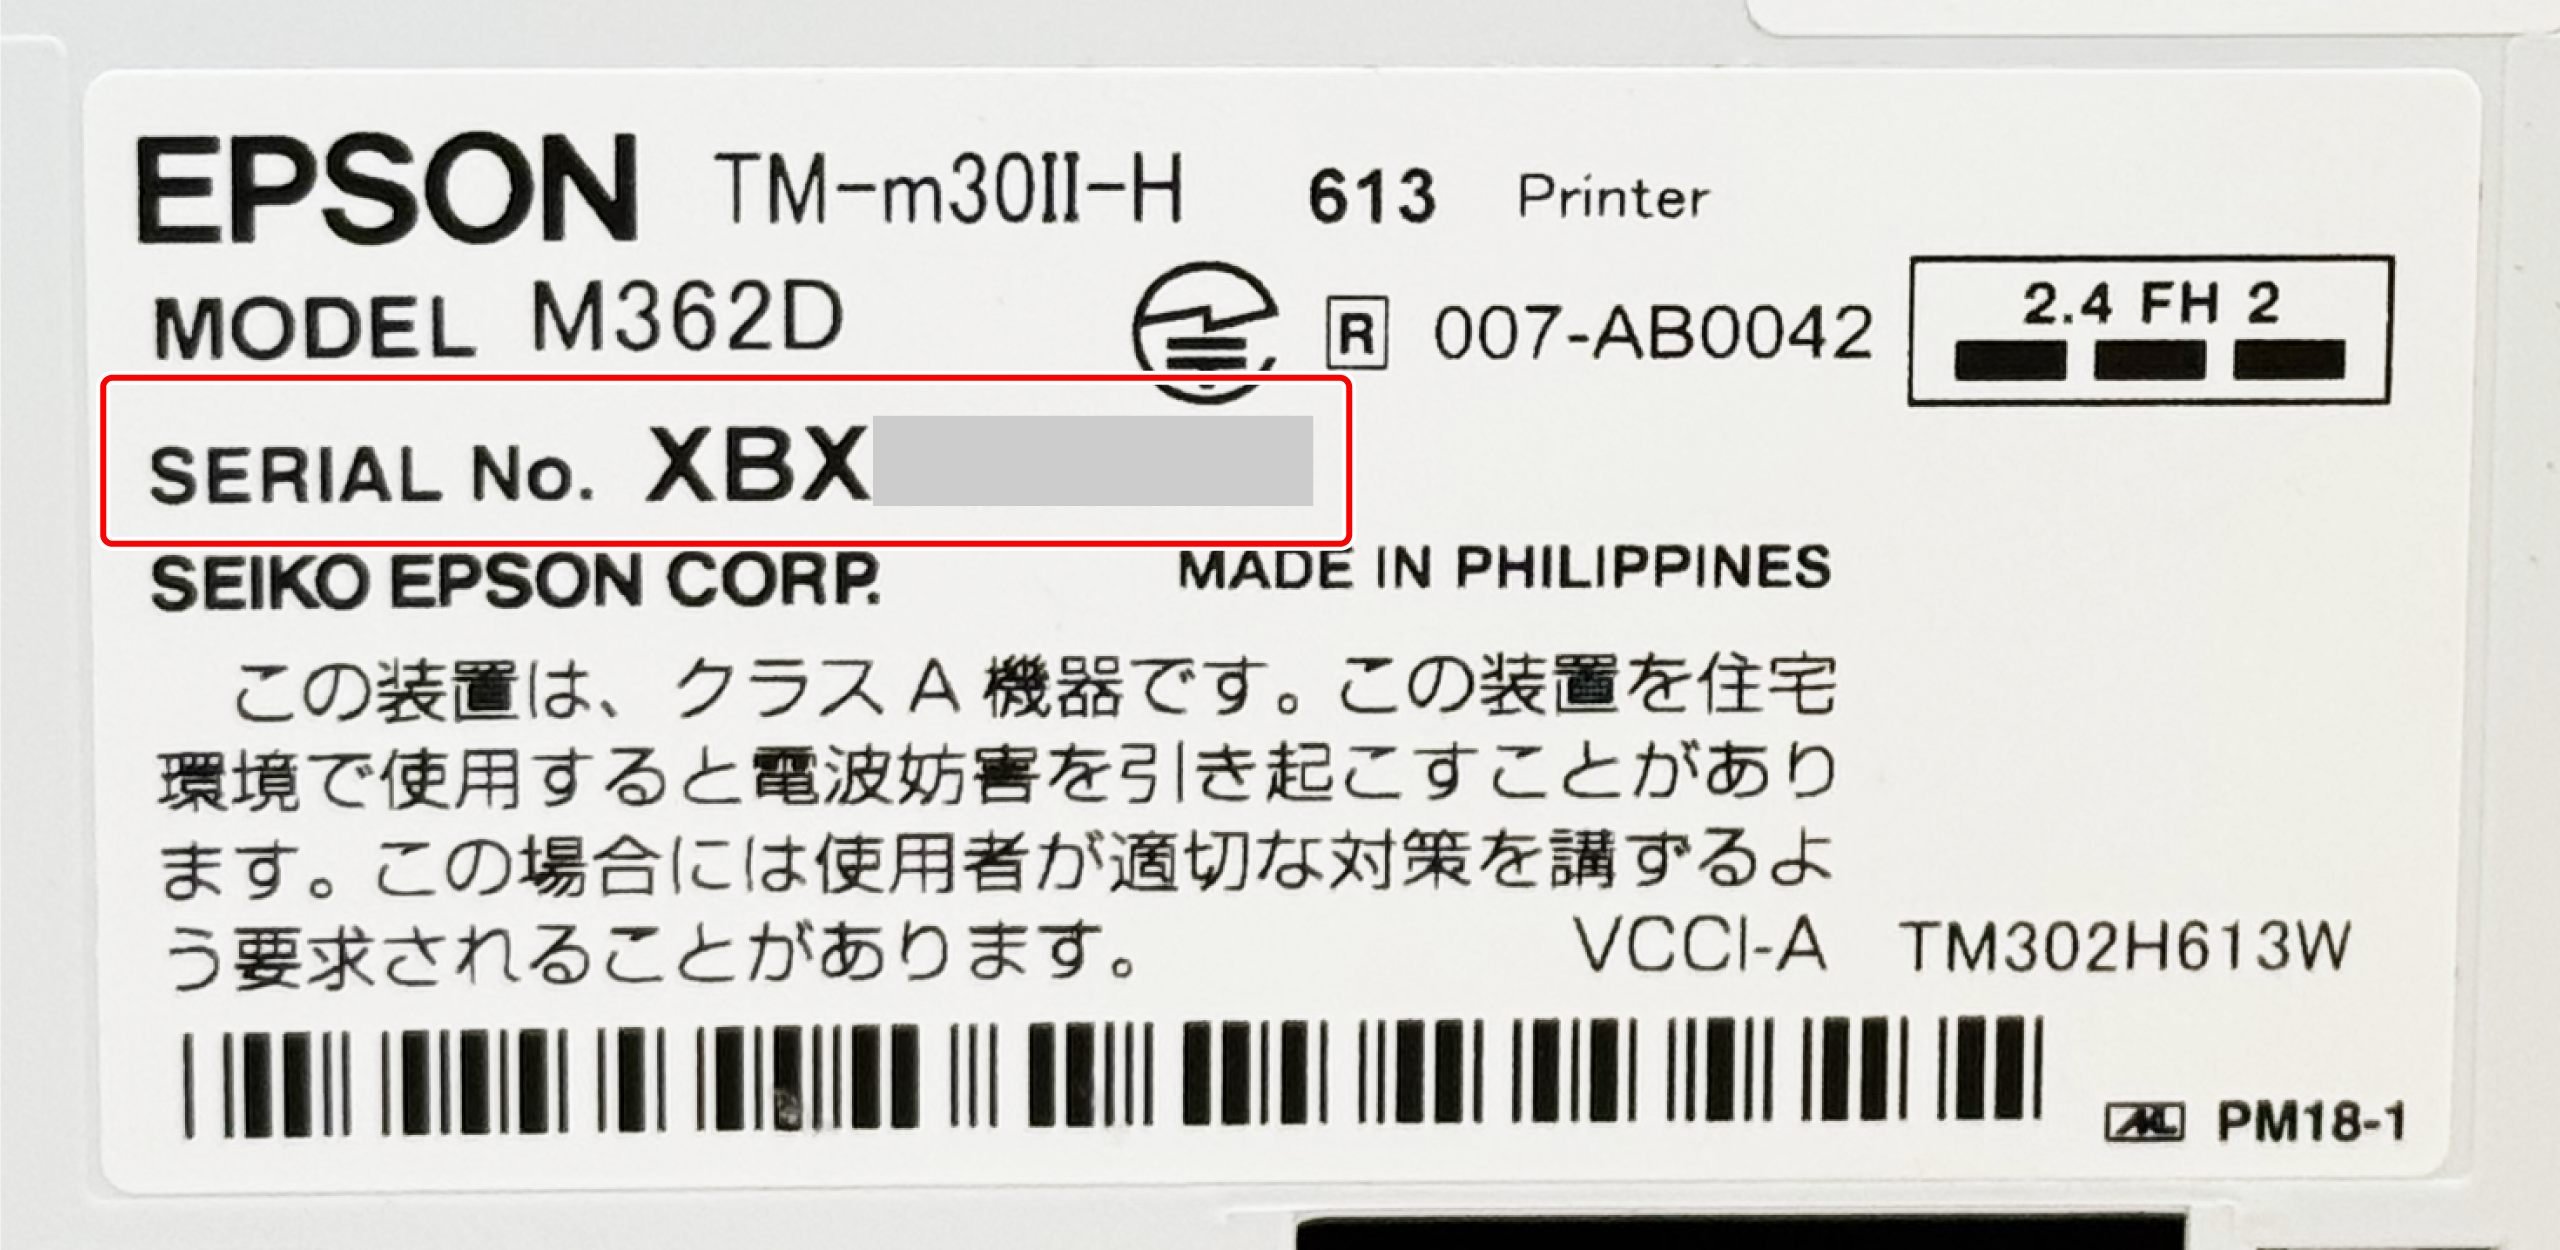 EPSON TM-m30II-H 613 Printer
MODEL M362D R 007-AB0042 2.4 FH 2
SERIAL No. XBX
SEIKO EPSON CORP. MADE IN PHILIPPINES
この装置は、クラス A 機器です。この装置を住宅
環境で使用すると電波妨害を引き起こすことがあり
ます。この場合には使用者が適切な対策を講ずるよ
う要求されることがあります。
VCCI-A TM302H613W
PM18-1